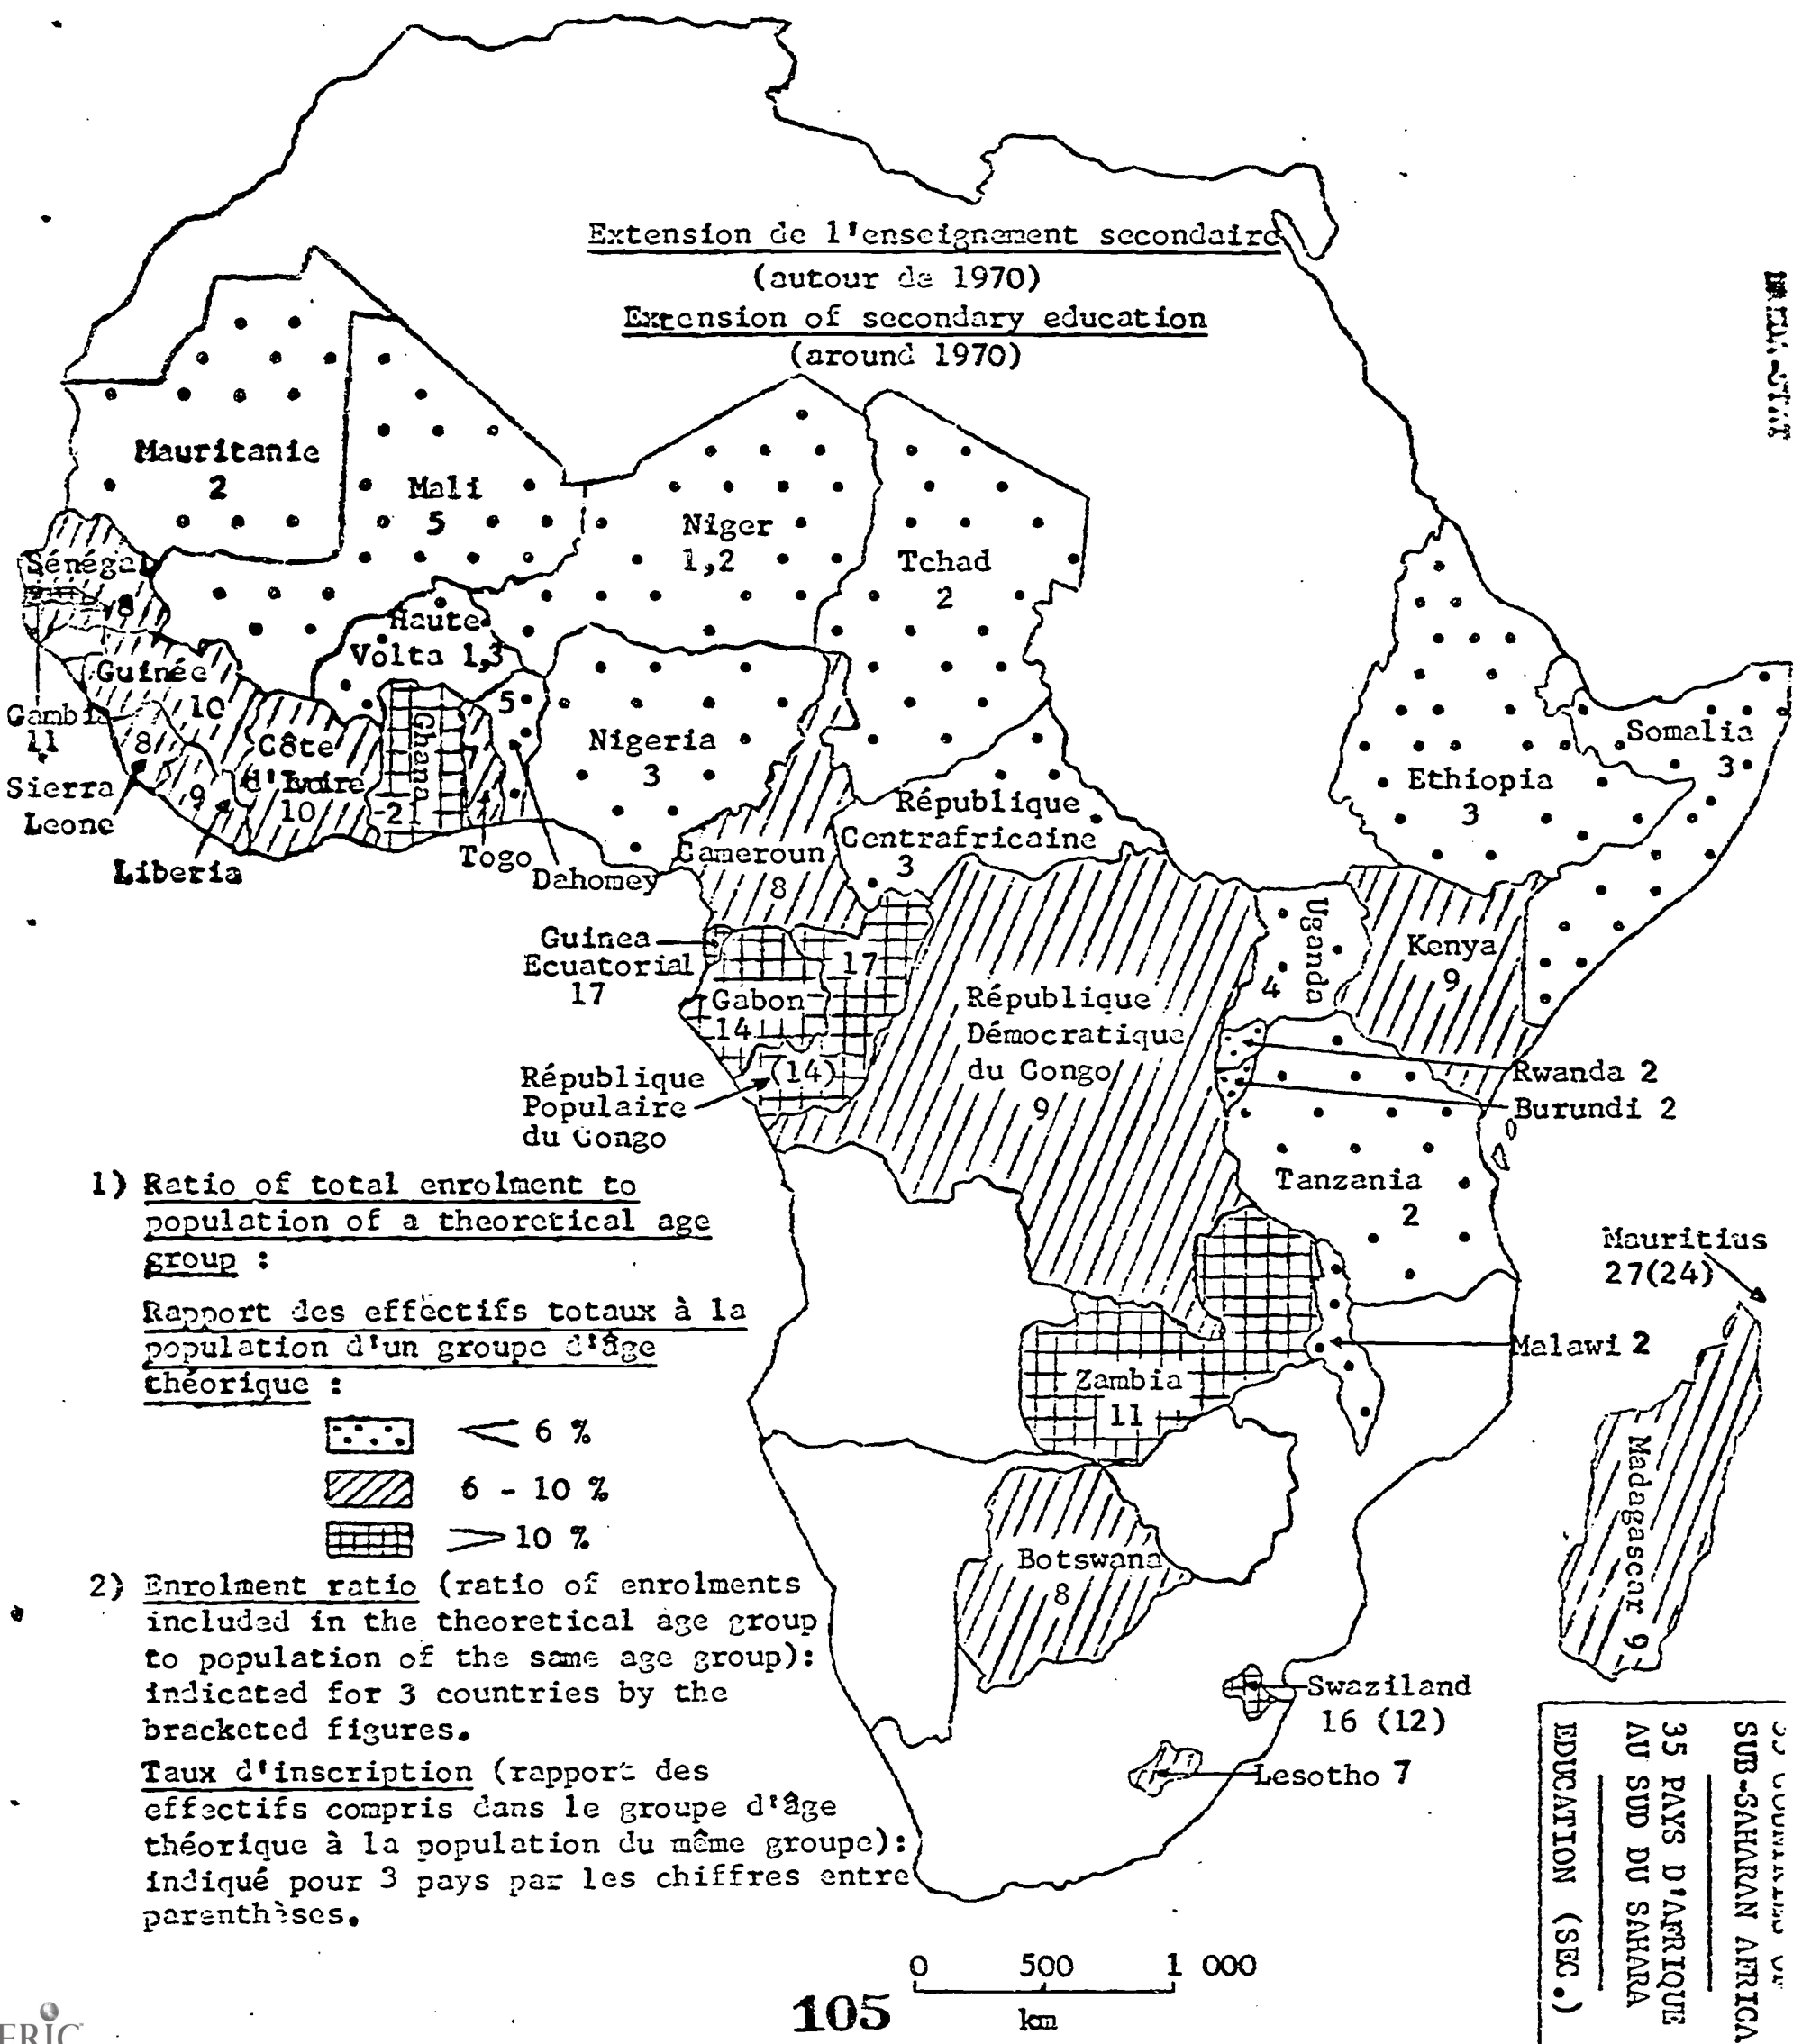 Extension de l'enseignement secondaire
(autour de 1970)
Extension of secondary education
(around 1970)
Mauritanie
2
Mali
5
Niger
1,2
Tchad
2
Sénégal
8
Haute
Volta 1,3
Guinée
10
5
Gambia
11
8
Côte
d'Ivoire
10
Ghana
21
7
Nigeria
3
Somalia
3
Ethiopia
3
Sierra
Leone
9
Liberia
Togo
Dahomey
Cameroun
8
République
Centrafricaine
3
Guinea
Ecuatorial
17
17
Gabon
14
(14)
République
Populaire
du Congo
République
Démocratique
du Congo
9
Uganda
4
Kenya
9
Rwanda 2
Burundi 2
Tanzania
2
Mauritius
27(24)
Malawi 2
Zambia
11
Madagascar 9
Botswana
8
Swaziland
16 (12)
Lesotho 7
1) Ratio of total enrolment to
population of a theoretical age
group :
Rapport des effectifs totaux à la
population d'un groupe d'âge
théorique :
< 6 %
6 - 10 %
> 10 %
2) Enrolment ratio (ratio of enrolments
included in the theoretical age group
to population of the same age group):
indicated for 3 countries by the
bracketed figures.
Taux d'inscription (rapport des
effectifs compris dans le groupe d'âge
théorique à la population du même groupe):
indiqué pour 3 pays par les chiffres entre
parenthèses.
0 500 1 000
km
105
SUB-SAHARAN AFRICA
35 PAYS D'AFRIQUE
AU SUD DU SAHARA
EDUCATION (SEC.)
ERIC